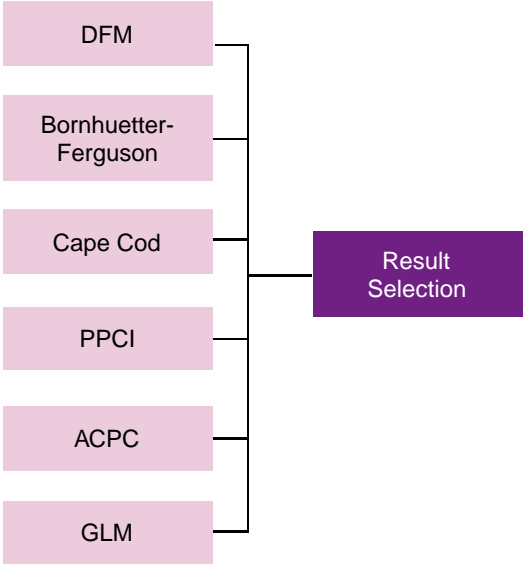 DFM
Bornhuetter-
Ferguson
Cape Cod
PPCI
ACPC
GLM
Result
Selection